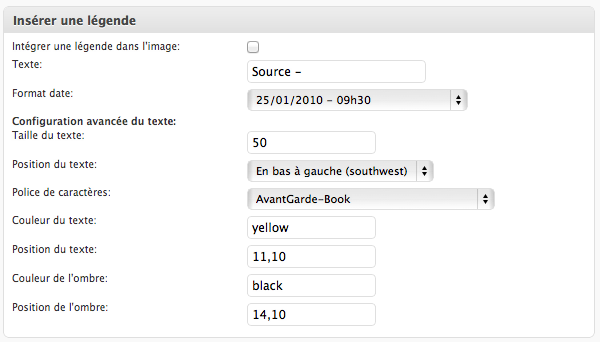 Insérer une légende
Intégrer une légende dans l'image:
Texte: Source -
Format date: 25/01/2010 - 09h30
Configuration avancée du texte:
Taille du texte: 50
Position du texte: En bas à gauche (southwest)
Police de caractères: AvantGarde-Book
Couleur du texte: yellow
Position du texte: 11,10
Couleur de l'ombre: black
Position de l'ombre: 14,10